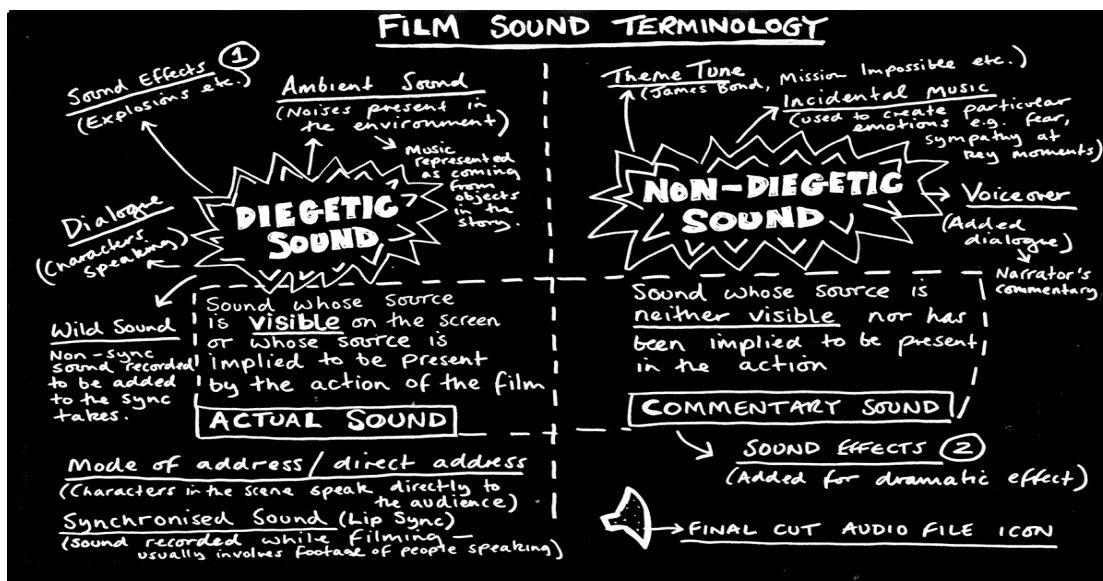 FILM SOUND TERMINOLOGY
Sound Effects 1
(Explosions etc.)
Ambient Sound
(Noises present in
the environment)
Music
represented
as coming
from
objects
in the
story.
DIEGETIC
SOUND
Dialogue
(Characters
speaking)
Wild Sound
Non-sync
sound recorded
to be added
to the sync
takes.
Sound whose source
is visible on the screen
or whose source is
implied to be present
by the action of the film
ACTUAL SOUND
Mode of address / direct address
(Characters in the scene speak directly to
the audience)
Synchronised Sound (Lip Sync)
(sound recorded while filming –
usually involves footage of people speaking)
Theme Tune
(James Bond, Mission Impossible etc.)
Incidental Music
(used to create particular
emotions e.g. fear,
sympathy at
key moments)
NON-DIEGETIC
SOUND
Voiceover
(Added
dialogue)
Narrator's
commentary
Sound whose source is
neither visible nor has
been implied to be present
in the action
COMMENTARY SOUND
SOUND EFFECTS 2
(Added for dramatic effect)
FINAL CUT AUDIO FILE ICON